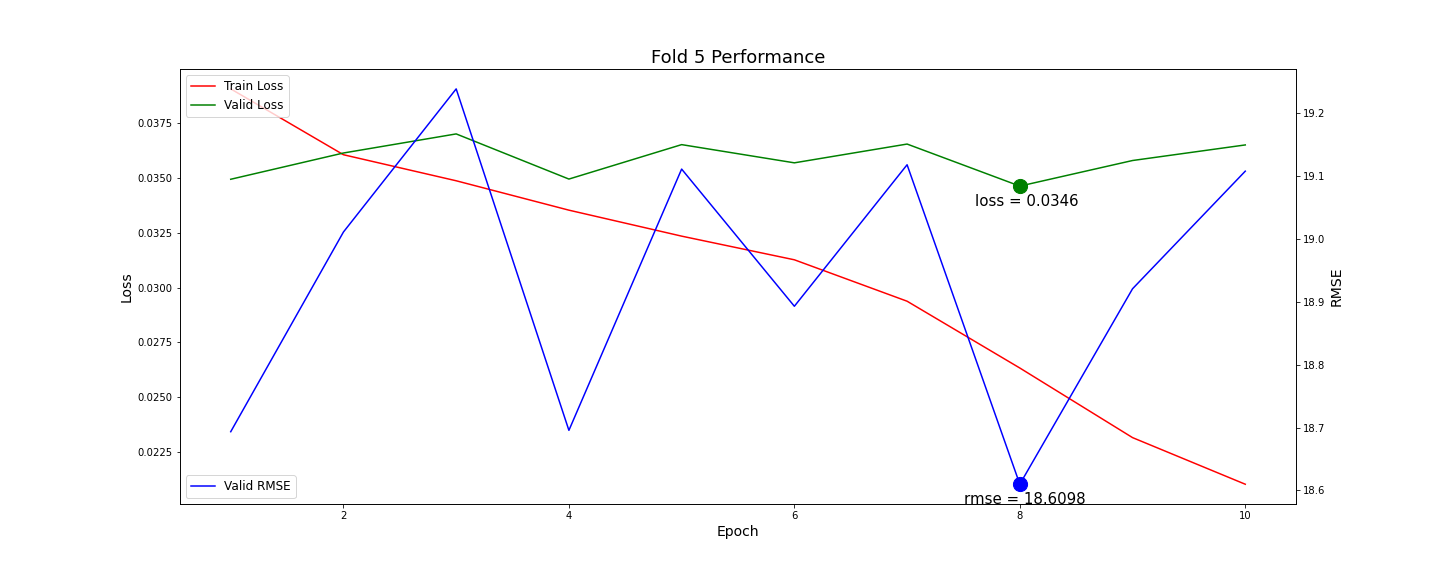 Fold 5 Performance
Train Loss
Valid Loss
0.0375
0.0350
0.0325
0.0300
0.0275
0.0250
0.0225
Loss
19.2
19.1
19.0
18.9
18.8
18.7
18.6
RMSE
loss = 0.0346
rmse = 18.6098
Valid RMSE
2
4
6
8
10
Epoch